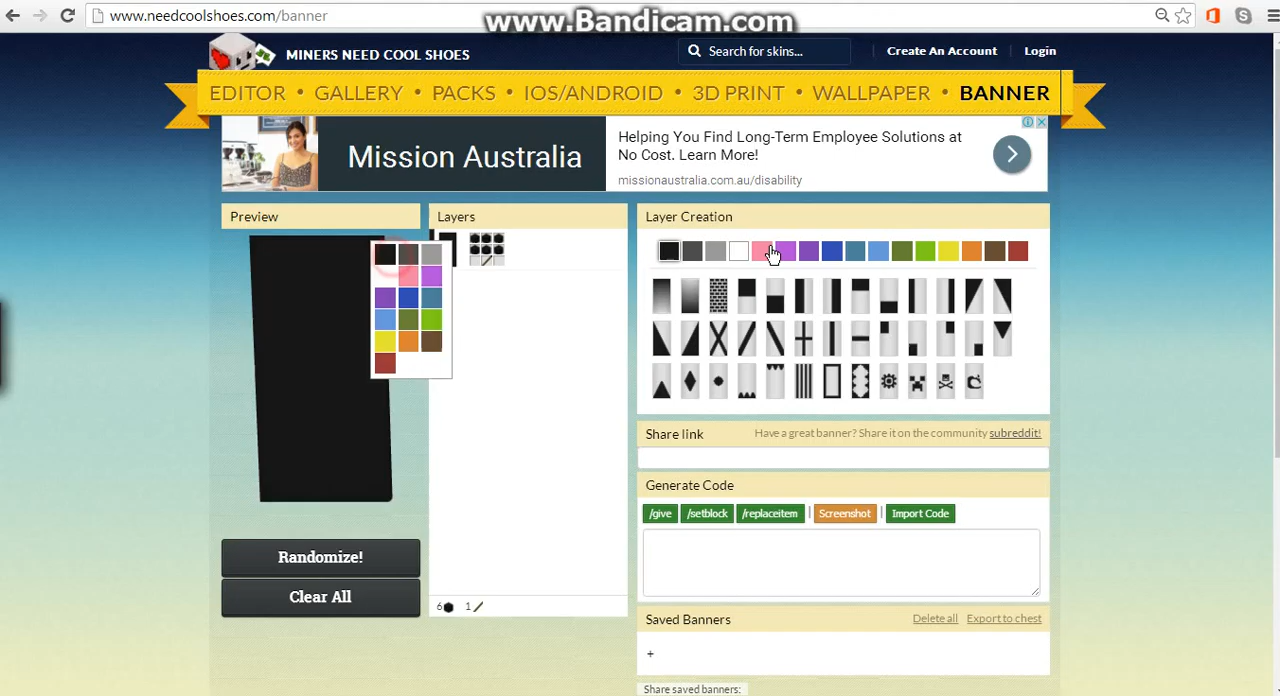 www.needcoolshoes.com/banner
www.Bandicam.com
MINERS NEED COOL SHOES
Search for skins...
Create An Account
Login
EDITOR • GALLERY • PACKS • IOS/ANDROID • 3D PRINT • WALLPAPER • BANNER
Mission Australia
Helping You Find Long-Term Employee Solutions at
No Cost. Learn More!
missionaustralia.com.au/disability
Preview
Layers
Layer Creation
Share link
Have a great banner? Share it on the community subreddit!
Generate Code
/give
/setblock
/replaceitem
Screenshot
Import Code
Randomize!
Clear All
6
1
Saved Banners
Delete all
Export to chest
+
Share saved banners: